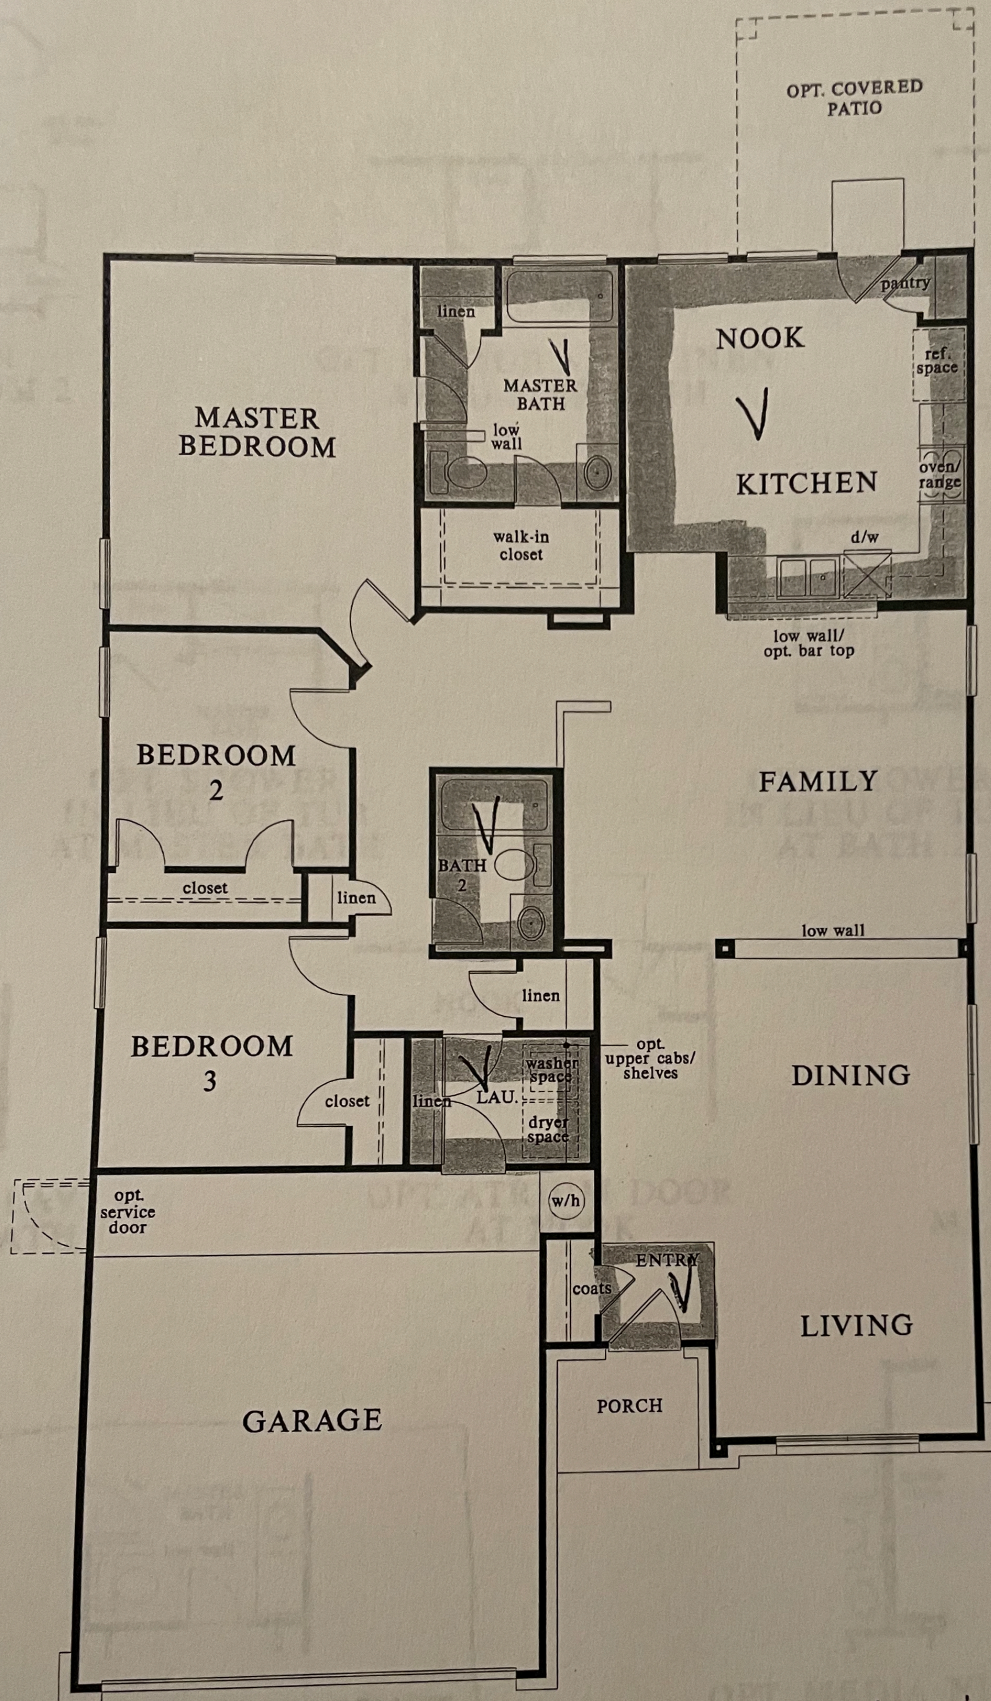 OPT. COVERED
PATIO
pantry
linen
NOOK
ref.
space
MASTER
BATH
MASTER
BEDROOM
low
wall
oven/
range
KITCHEN
d/w
walk-in
closet
low wall/
opt. bar top
BEDROOM
2
FAMILY
BATH
2
closet
linen
low wall
linen
BEDROOM
3
opt.
upper cabs/
shelves
washer
space
DINING
closet
linen
LAU.
dryer
space
opt.
service
door
w/h
ENTRY
coats
LIVING
PORCH
GARAGE